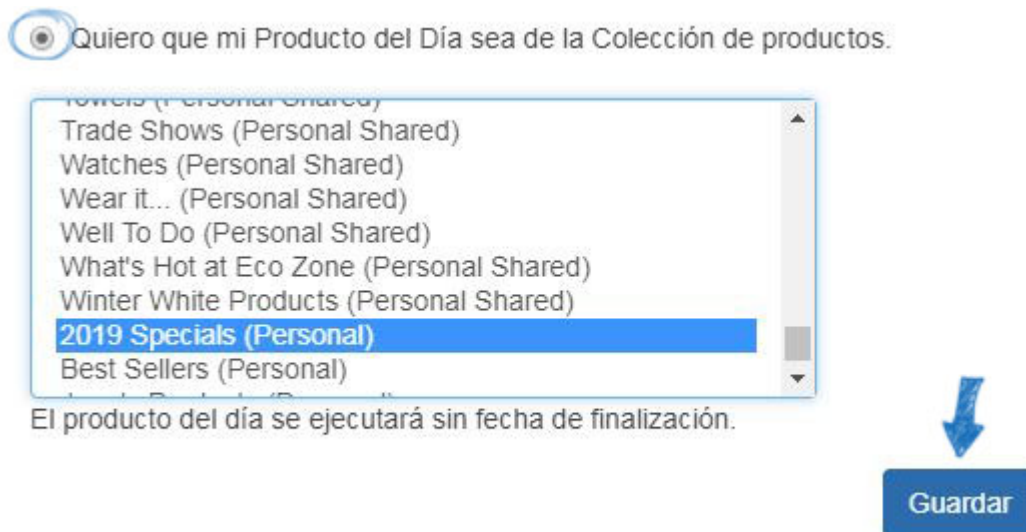 Quiero que mi Producto del Día sea de la Colección de productos.
Towels (Personal Shared)
Trade Shows (Personal Shared)
Watches (Personal Shared)
Wear it... (Personal Shared)
Well To Do (Personal Shared)
What's Hot at Eco Zone (Personal Shared)
Winter White Products (Personal Shared)
2019 Specials (Personal)
Best Sellers (Personal)
El producto del día se ejecutará sin fecha de finalización.
Guardar